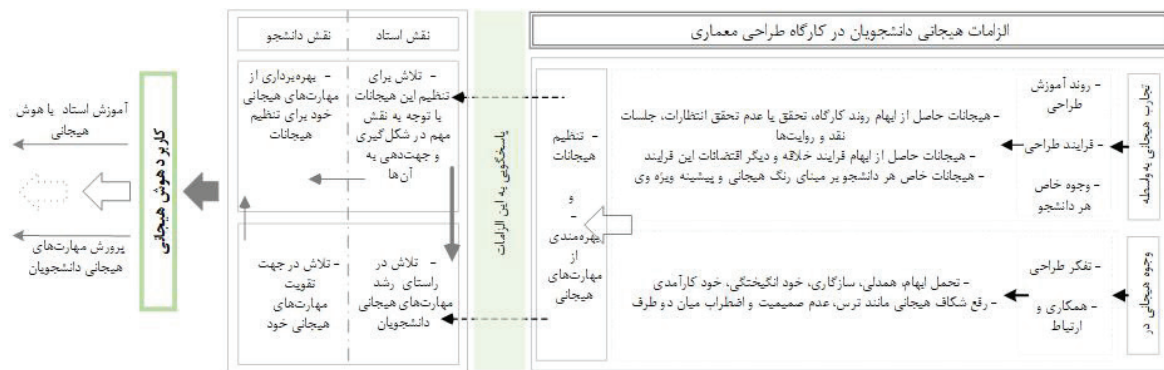 الزامات هیجانی دانشجویان در کارگاه طراحی معماری
تجارب هیجانی به واسطه
- روند آموزش
طراحی
- فرایند طراحی
- وجوه خاص
هر دانشجو
- هیجانات حاصل از ابهام روند کارگاه، تحقق یا عدم تحقق انتظارات، جلسات
نقد و روایت‌ها
- هیجانات حاصل از ابهام فرایند خلاقه و دیگر اقتضائات این فرایند
- هیجانات خاص هر دانشجو بر مبنای رنگ هیجانی و پیشینه ویژه وی
وجوه هیجانی در
- تفکر طراحی
- همکاری و
ارتباط
- تحمل ابهام، همدلی، سازگاری، خود انگیختگی، خود کارآمدی
- رفع شکاف هیجانی مانند ترس، عدم صمیمیت و اضطراب میان دو طرف
- تنظیم
هیجانات
و
-
بهره‌مندی
از
مهارت‌های
هیجانی
پاسخگویی به این الزامات
نقش استاد
نقش دانشجو
- تلاش برای
تنظیم این هیجانات
با توجه به نقش
مهم در شکل‌گیری
و جهت‌دهی به
آن‌ها
- بهره‌برداری از
مهارت‌های هیجانی
خود برای تنظیم
هیجانات
- تلاش در
راستای رشد
مهارت‌های هیجانی
دانشجویان
- تلاش در جهت
تقویت
مهارت‌های
هیجانی خود
کاربرد هوش هیجانی
آموزش استاد با هوش
هیجانی
پرورش مهارت‌های
هیجانی دانشجویان